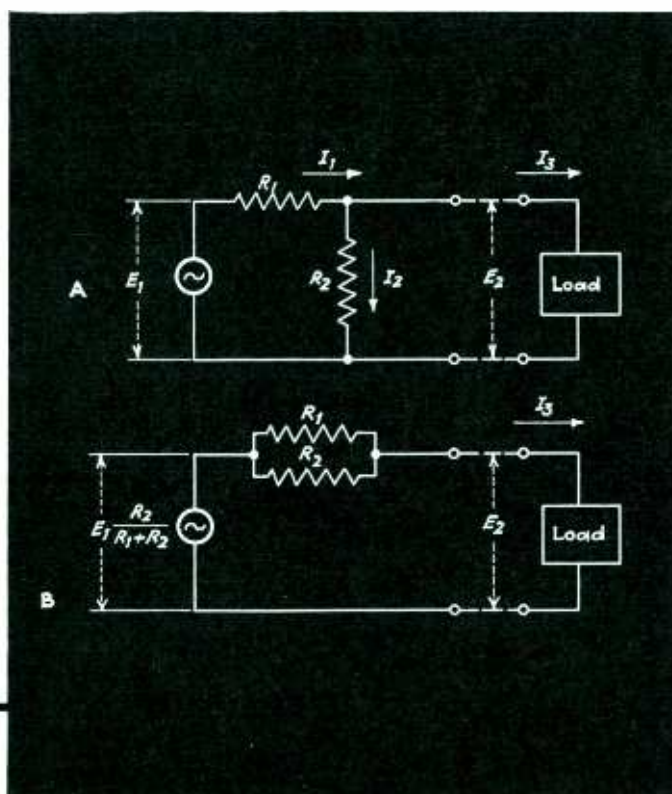 I1 I3
R1
A E1 R2 I2 E2 Load
R1
I3
R2
E1 R2/R1+R2 E2 Load
B